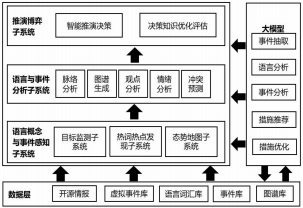 推演博弈
子系统
智能推演决策
决策知识优化评估
语言与事件
分析子系统
脉络
分析
图谱
生成
观点
分析
情绪
分析
冲突
预测
语言概念
与事件感知
子系统
目标监测子
系统
热词热点发
现子系统
态势地图子
系统
大模型
事件抽取
语言分析
事件分析
措施推荐
措施优化
数据层
开源情报
虚拟事件库
语言词汇库
事件库
图谱库